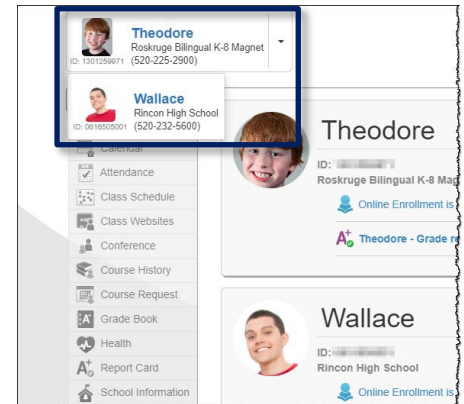 Theodore
Roskruge Bilingual K-8 Magnet
ID: 1301259971 (520-225-2900)
Wallace
Rincon High School
ID: 0616505001 (520-232-5600)
Calendar
Attendance
Class Schedule
Class Websites
Conference
Course History
Course Request
Grade Book
Health
Report Card
School Information
Theodore
ID:
Roskruge Bilingual K-8 Mag
Online Enrollment is
A+ Theodore - Grade re
Wallace
ID:
Rincon High School
Online Enrollment is